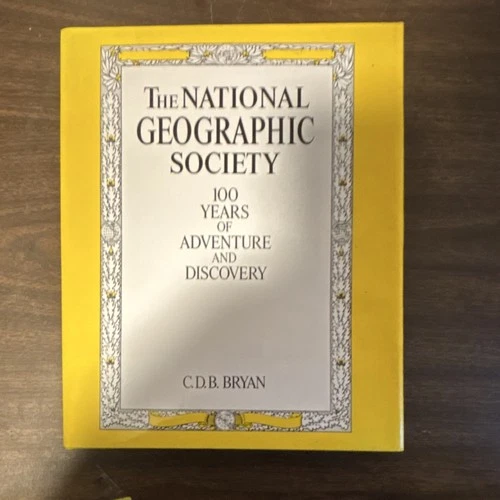 THE NATIONAL
GEOGRAPHIC
SOCIETY
100
YEARS
OF
ADVENTURE
AND
DISCOVERY
C.D.B. BRYAN